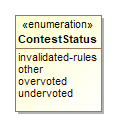 «enumeration»
ContestStatus
invalidated-rules
other
overvoted
undervoted